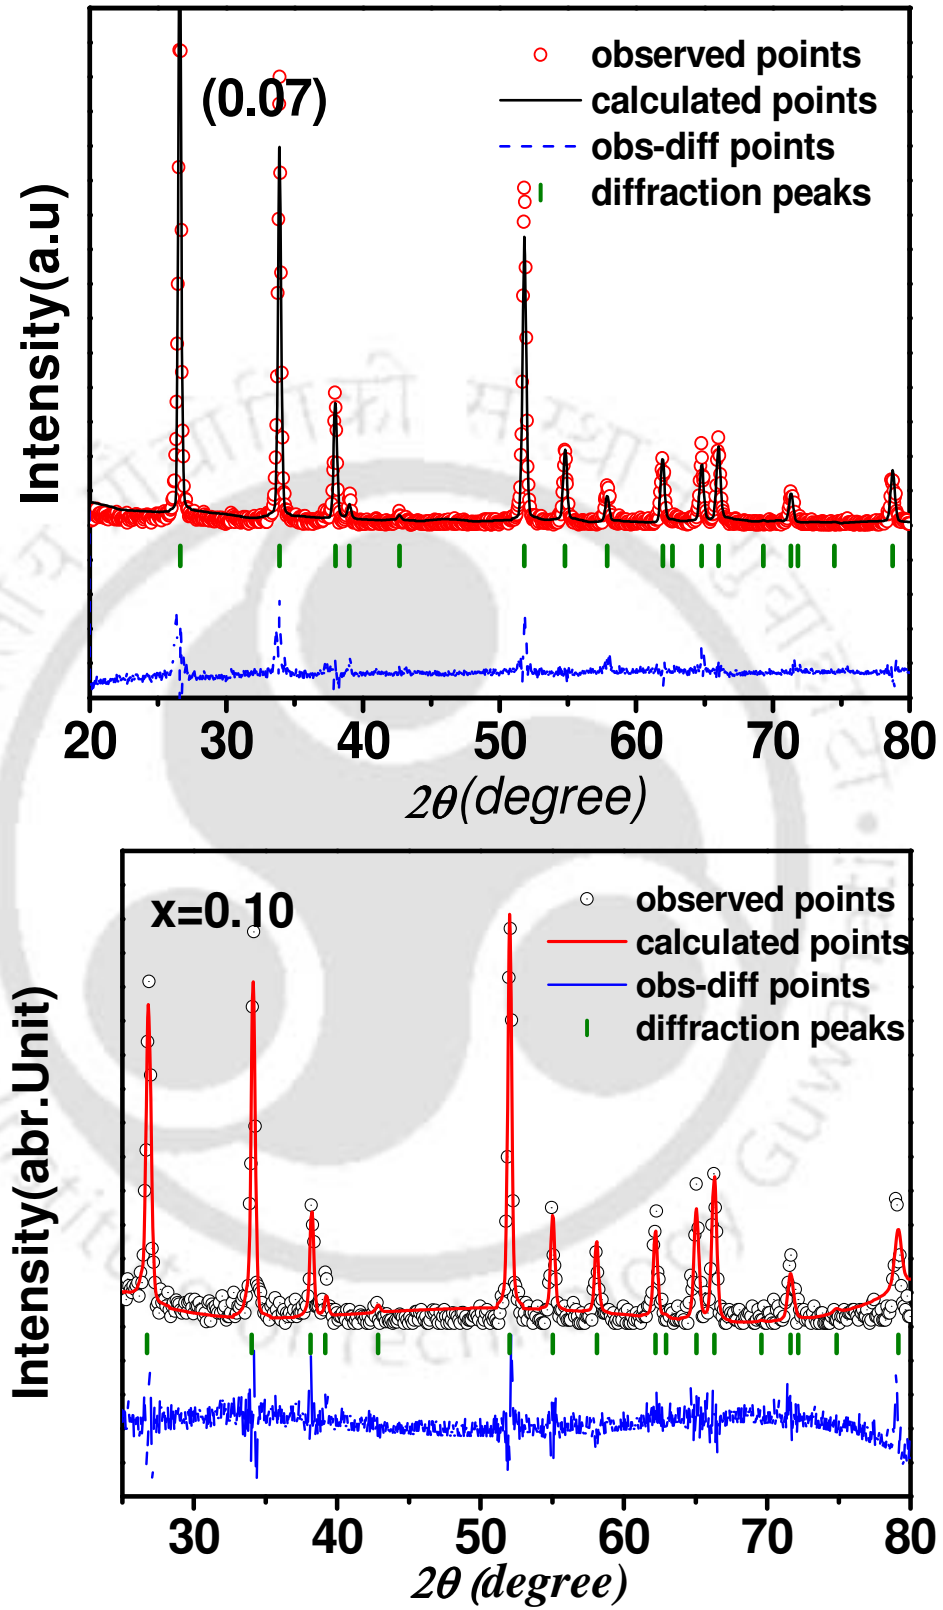 (0.07)
observed points
calculated points
obs-diff points
diffraction peaks
Intensity(a.u)
20 30 40 50 60 70 80
2θ(degree)
x=0.10
observed points
calculated points
obs-diff points
diffraction peaks
Intensity(abr.Unit)
30 40 50 60 70 80
2θ (degree)